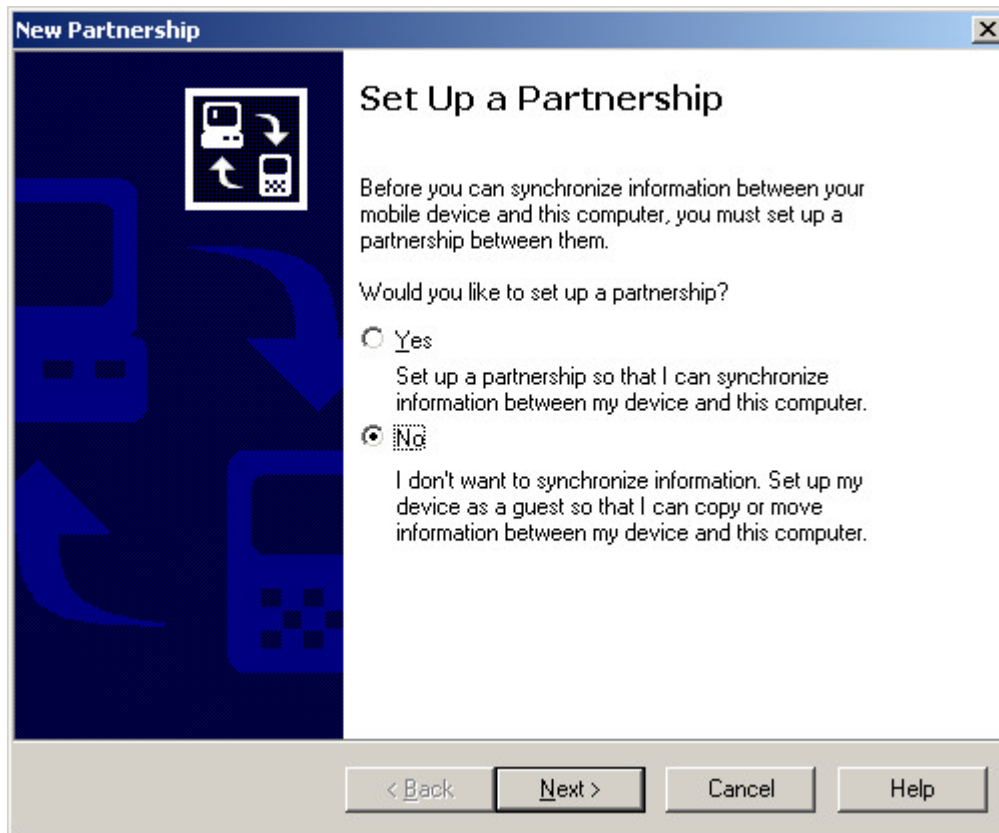 New Partnership
Set Up a Partnership
Before you can synchronize information between your
mobile device and this computer, you must set up a
partnership between them.
Would you like to set up a partnership?
Yes
Set up a partnership so that I can synchronize
information between my device and this computer.
No
I don't want to synchronize information. Set up my
device as a guest so that I can copy or move
information between my device and this computer.
< Back
Next >
Cancel
Help